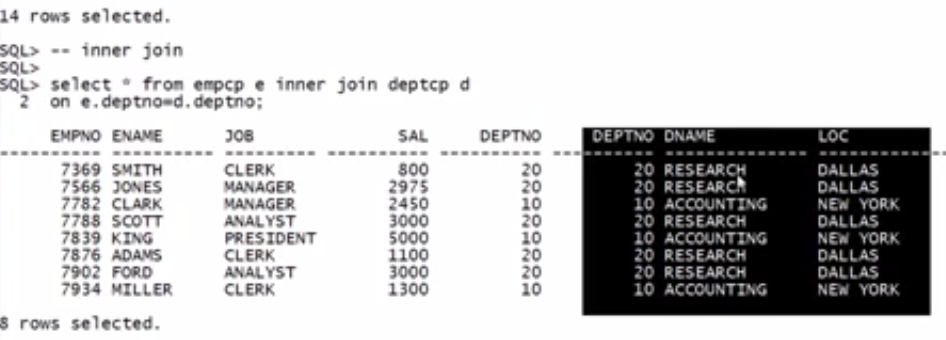 14 rows selected.
SQL> -- inner join
SQL>
SQL> select * from empcp e inner join deptcp d
2 on e.deptno=d.deptno;
EMPNO ENAME JOB SAL DEPTNO DEPTNO DNAME LOC
---------- ---------- --------- ---------- ---------- ---------- -------------- -------------
7369 SMITH CLERK 800 20 20 RESEARCH DALLAS
7566 JONES MANAGER 2975 20 20 RESEARCH DALLAS
7782 CLARK MANAGER 2450 10 10 ACCOUNTING NEW YORK
7788 SCOTT ANALYST 3000 20 20 RESEARCH DALLAS
7839 KING PRESIDENT 5000 10 10 ACCOUNTING NEW YORK
7876 ADAMS CLERK 1100 20 20 RESEARCH DALLAS
7902 FORD ANALYST 3000 20 20 RESEARCH DALLAS
7934 MILLER CLERK 1300 10 10 ACCOUNTING NEW YORK
8 rows selected.